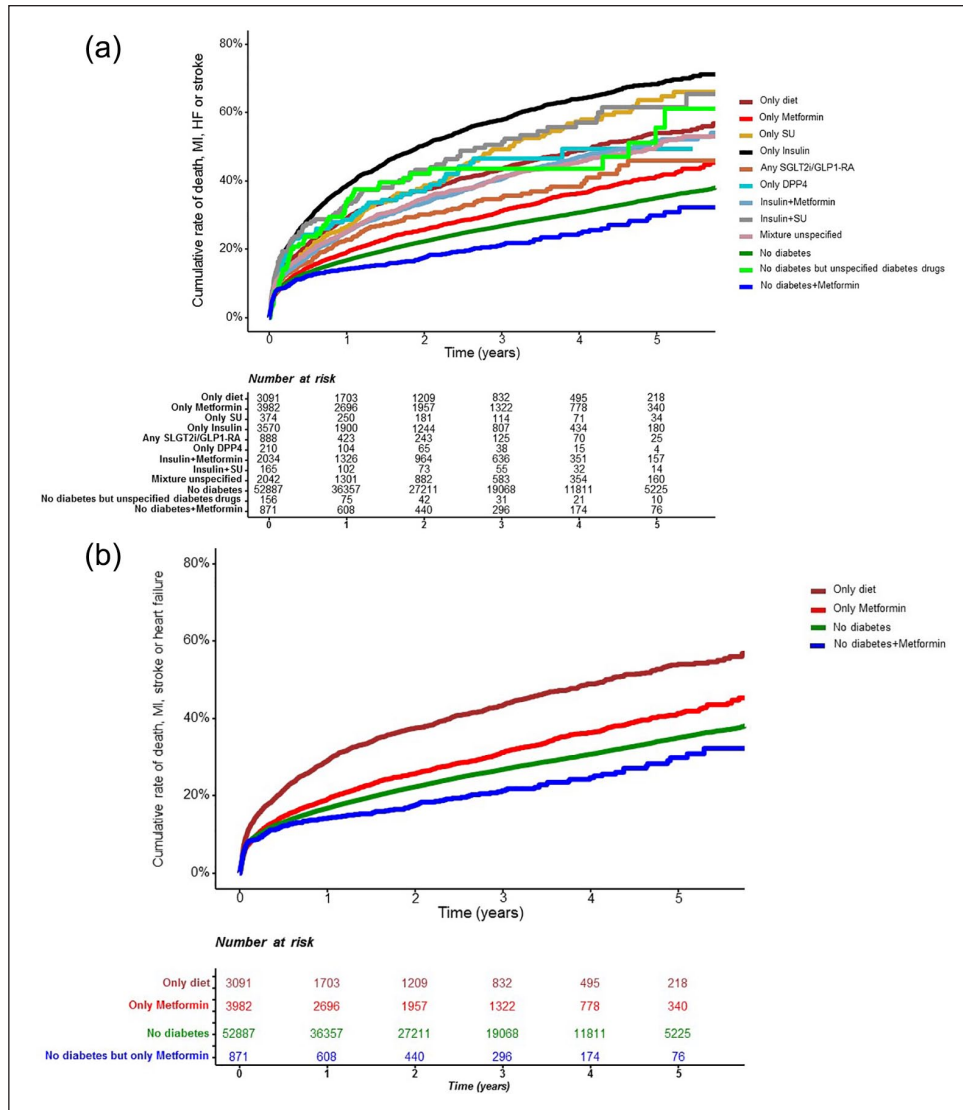 (a)
80%
60%
40%
20%
0%
Cumulative rate of death, MI, HF or stroke
Only diet
Only Metformin
Only SU
Only Insulin
Any SGLT2i/GLP1-RA
Only DPP4
Insulin+Metformin
Insulin+SU
Mixture unspecified
No diabetes
No diabetes but unspecified diabetes drugs
No diabetes+Metformin
0 1 2 3 4 5
Time (years)
Number at risk
Only diet 3091 1703 1209 832 495 218
Only Metformin 3982 2696 1957 1322 778 340
Only SU 374 250 181 114 71 34
Only Insulin 3570 1900 1244 807 434 180
Any SLGT2i/GLP1-RA 888 423 243 125 70 25
Only DPP4 210 104 65 38 15 4
Insulin+Metformin 2034 1326 964 636 351 157
Insulin+SU 165 102 73 55 32 14
Mixture unspecified 2042 1301 882 583 354 160
No diabetes 52887 36357 27211 19068 11811 5225
No diabetes but unspecified diabetes drugs 156 75 42 31 21 10
No diabetes+Metformin 871 608 440 296 174 76
0 1 2 3 4 5
(b)
80%
60%
40%
20%
0%
Cumulative rate of death, MI, stroke or heart failure
Only diet
Only Metformin
No diabetes
No diabetes+Metformin
0 1 2 3 4 5
Time (years)
Number at risk
Only diet 3091 1703 1209 832 495 218
Only Metformin 3982 2696 1957 1322 778 340
No diabetes 52887 36357 27211 19068 11811 5225
No diabetes but only Metformin 871 608 440 296 174 76
0 1 2 3 4 5
Time (years)